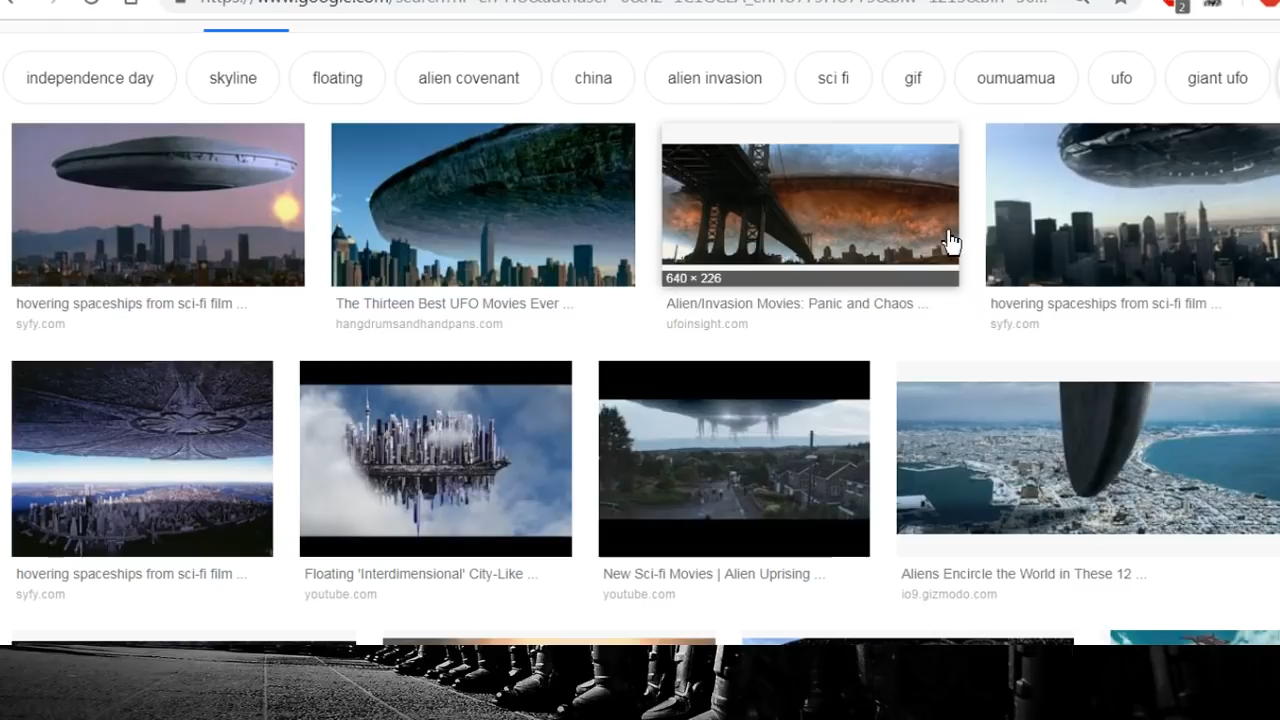 2
independence day
skyline
floating
alien covenant
china
alien invasion
sci fi
gif
oumuamua
ufo
giant ufo
640 × 226
hovering spaceships from sci-fi film ...
The Thirteen Best UFO Movies Ever ...
Alien/Invasion Movies: Panic and Chaos ...
hovering spaceships from sci-fi film ...
syfy.com
hangdrumsandhandpans.com
ufoinsight.com
syfy.com
hovering spaceships from sci-fi film ...
Floating 'Interdimensional' City-Like ...
New Sci-fi Movies | Alien Uprising ...
Aliens Encircle the World in These 12 ...
syfy.com
youtube.com
youtube.com
io9.gizmodo.com